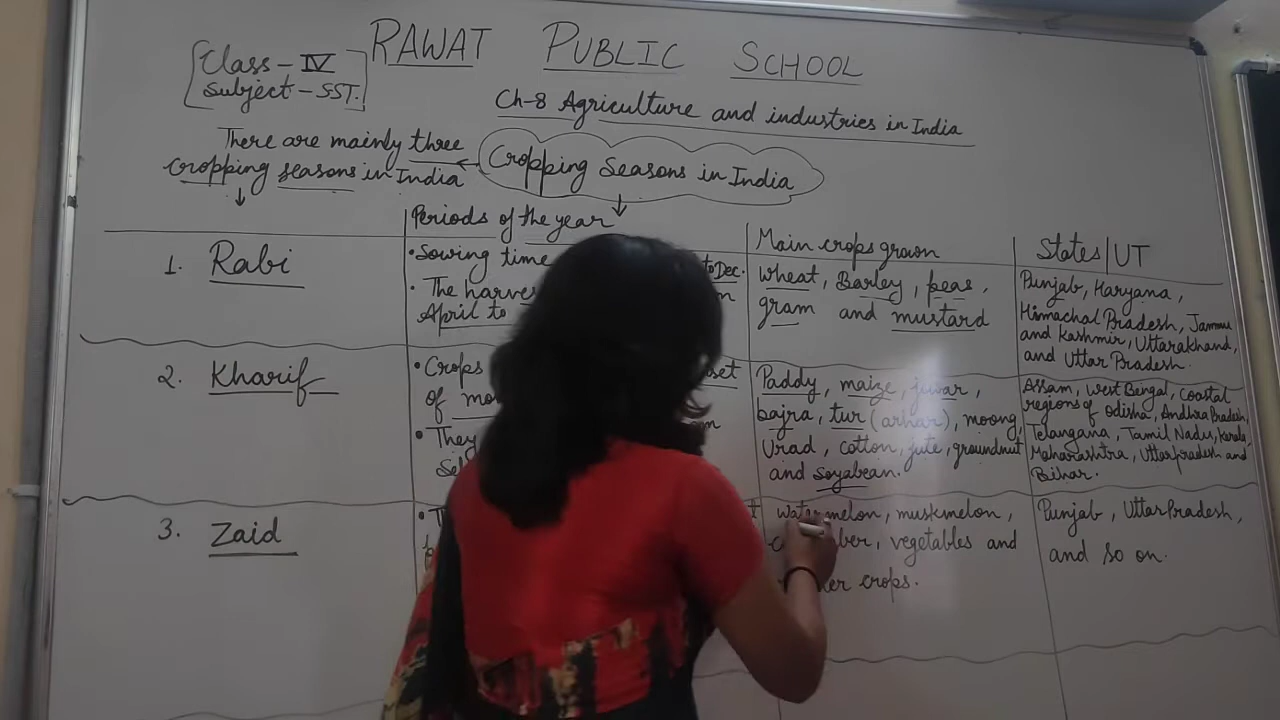 RAWAT PUBLIC SCHOOL
Class-IV
Subject-SST.
Ch-8 Agriculture and industries in India
There are mainly three
cropping seasons in India
Cropping Seasons in India
Periods of the year
Main crops grown
States/UT
1. Rabi
•Sowing time
to Dec.
• The
April to
wheat, Barley, peas,
gram and mustard
Punjab, Haryana,
Himachal Pradesh, Jammu
and Kashmir, Uttarakhand,
and Uttar Pradesh.
2. Kharif
•Crops
of
•They
Paddy, maize, juwar,
bajra, tur (arhar), moong,
Urad, cotton, jute, groundnut
and soyabean.
Assam, West Bengal, coastal
regions of odisha, Andhra Pradesh,
Telangana, Tamil Nadu, Kerala,
Maharashtra, Uttar pradesh and
Bihar.
3. Zaid
watermelon, muskmelon,
vegetables and
crops.
Punjab, Uttar Pradesh,
and so on.